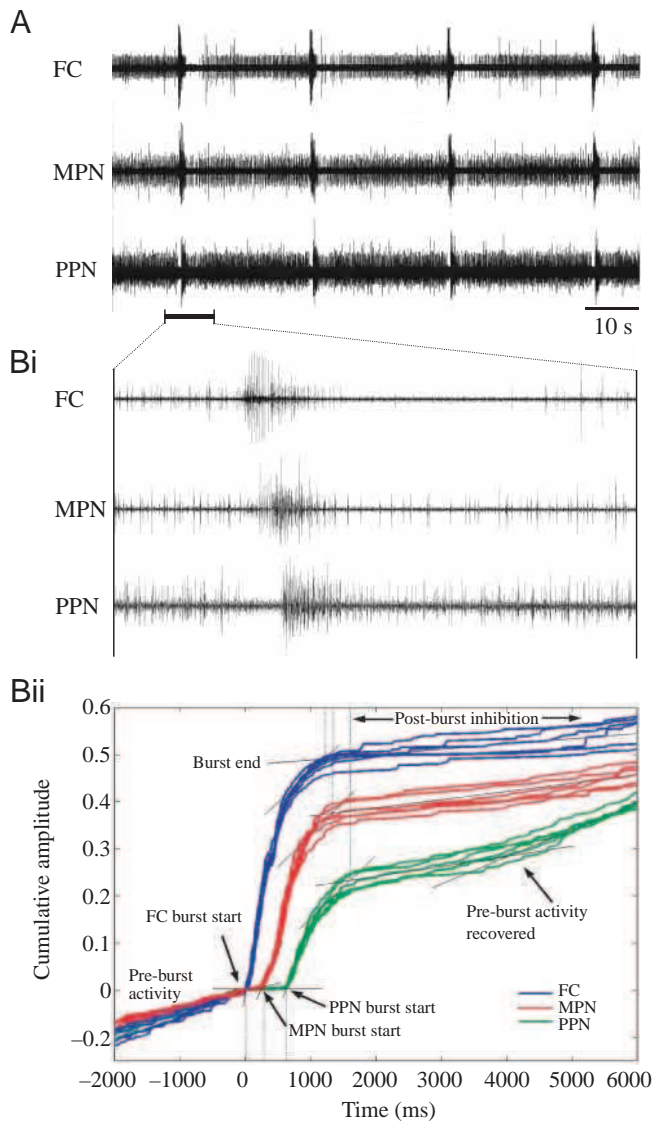 A
FC
MPN
PPN
10 s
Bi
FC
MPN
PPN
Bii
0.6
Post-burst inhibition
Burst end
0.5
0.4
0.3
0.2
FC burst start
Pre-burst activity
recovered
0.1
Pre-burst
activity
0
PPN burst start
MPN burst start
FC
MPN
PPN
–0.2
–2000 –1000 0 1000 2000 3000 4000 5000 6000
Time (ms)
Cumulative amplitude